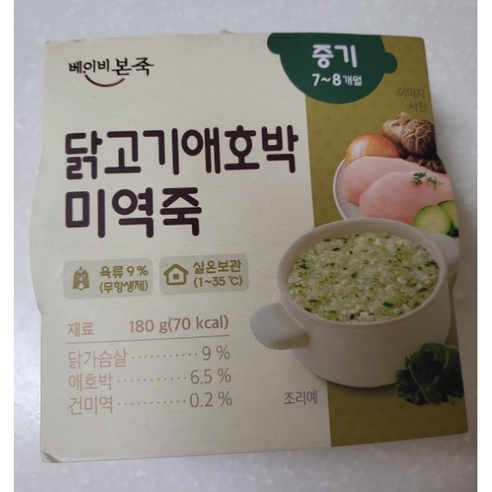 베이비본죽
중기
7~8개월
이미지
사진
닭고기애호박
미역죽
육류 9%
(무항생제)
실온보관
(1~35℃)
재료 180 g(70 kcal)
닭가슴살 ··········· 9 %
애호박 ············ 6.5 %
건미역 ············ 0.2 %
조리예